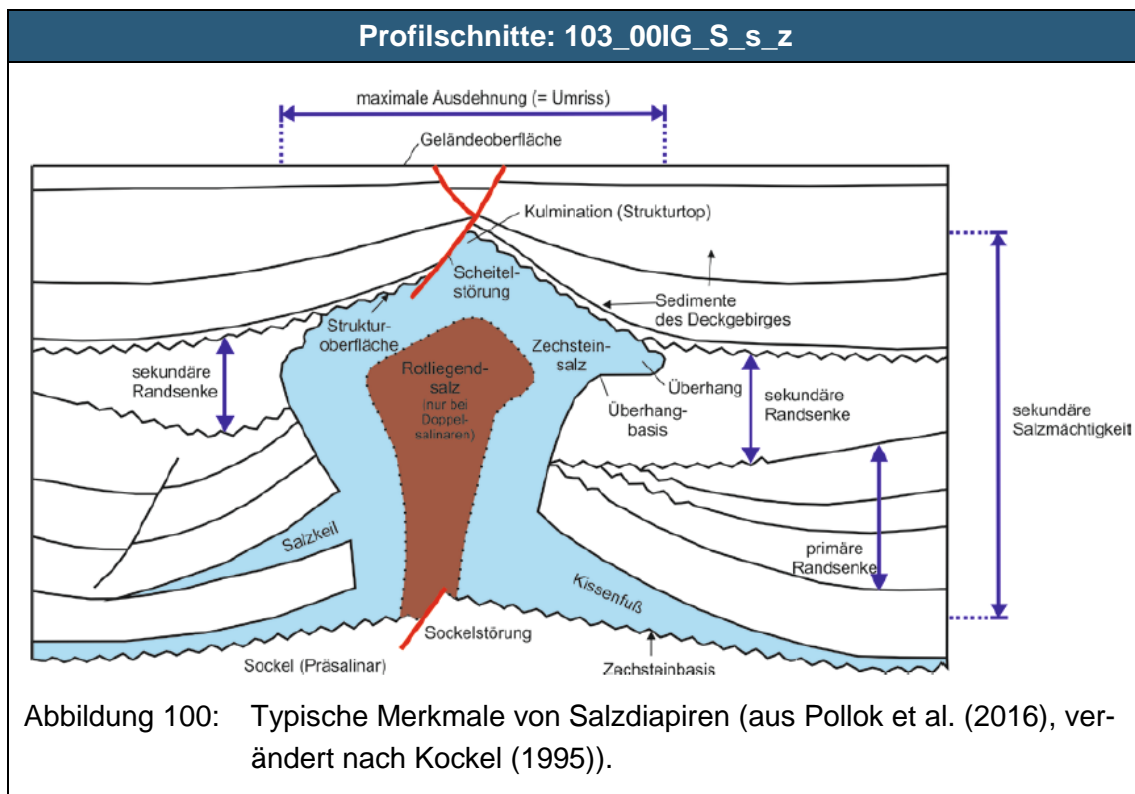 Profilschnitte: 103_00IG_S_s_z
maximale Ausdehnung (= Umriss)
Geländeoberfläche
Kulmination (Strukturtop)
Scheitel-
störung
Sedimente
des Deckgebirges
Struktur-
oberfläche
Zechstein-
salz
sekundäre
Randsenke
Rotliegend-
salz
(nur bei
Doppel-
salinaren)
Überhang
Überhang-
basis
sekundäre
Randsenke
sekundäre
Salzmächtigkeit
Salzkeil
primäre
Randsenke
Kissenfuß
Sockelstörung
Sockel (Präsalinar)
Zechsteinbasis
Abbildung 100: Typische Merkmale von Salzdiapiren (aus Pollok et al. (2016), ver-
ändert nach Kockel (1995)).